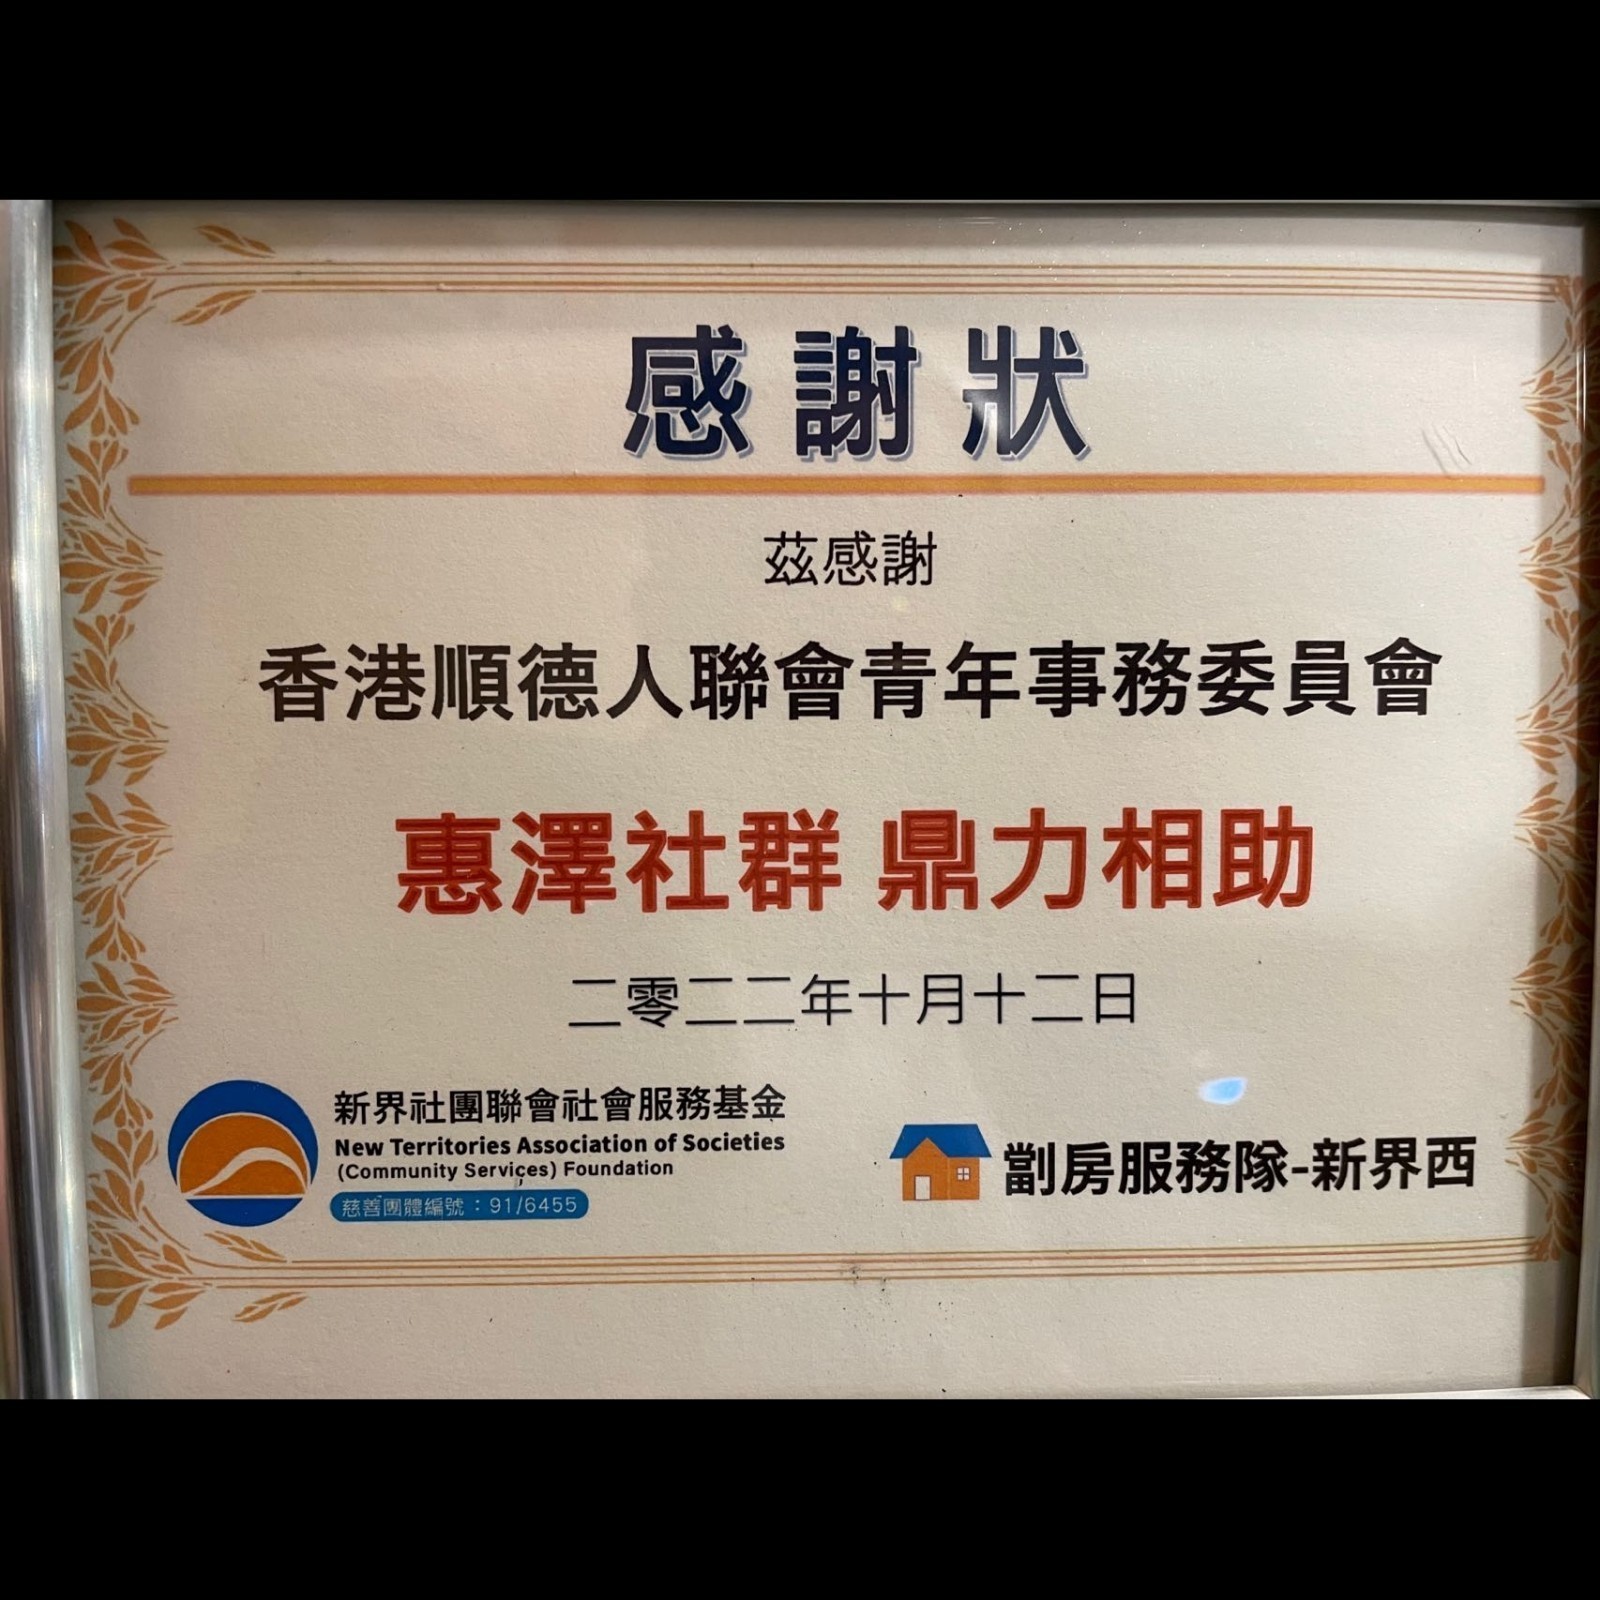 感謝狀
茲感謝
香港順德人聯會青年事務委員會
惠澤社群 鼎力相助
二零二二年十月十二日
新界社團聯會社會服務基金
New Territories Association of Societies
(Community Services) Foundation
慈善團體編號：91/6455
劏房服務隊-新界西